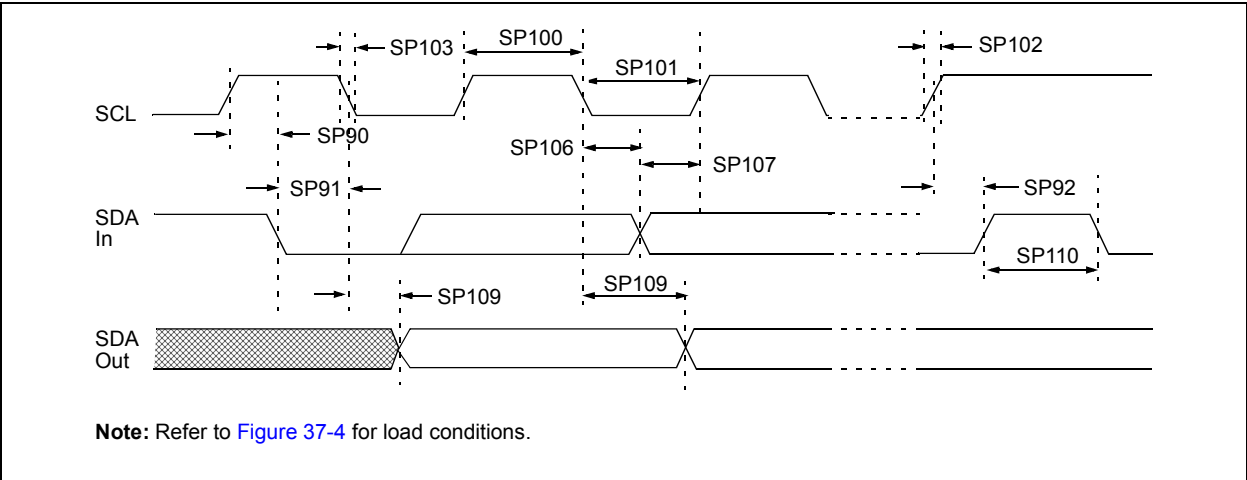 SP103
SP100
SP102
SP101
SCL
SP90
SP106
SP107
SP91
SP92
SDA
In
SP110
SP109
SP109
SDA
Out
Note: Refer to Figure 37-4 for load conditions.